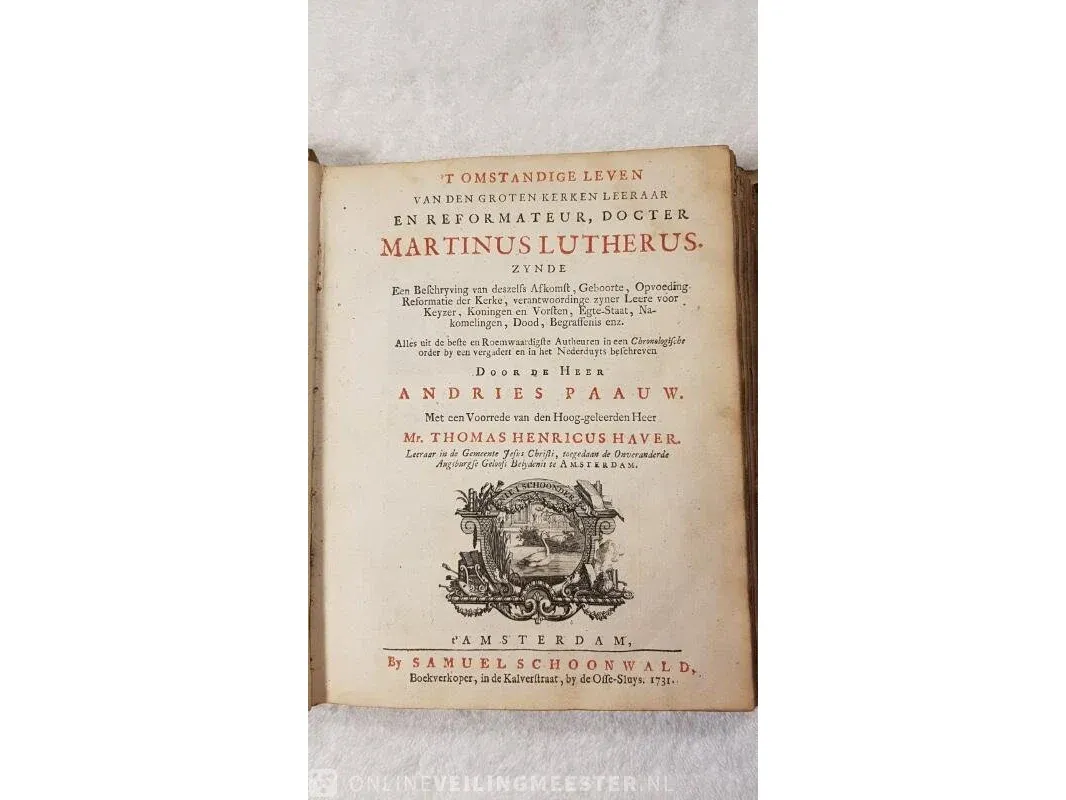 'T OMSTANDIGE LEVEN
VAN DEN GROTEN KERKEN LEERAAR
EN REFORMATEUR, DOCTER
MARTINUS LUTHERUS.
ZYNDE
Een Beſchryving van deszelfs Afkomſt, Geboorte, Opvoeding.
Reformatie der Kerke, verantwoordinge zyner Leere voor
Keyzer, Koningen en Vorſten, Egte-Staat, Na-
komelingen, Dood, Begraffenis enz.
Alles uit de beſte en Roemwaardigſte Autheuren in een Chronologiſche
order by een vergadert en in het Nederduyts beſchreven
DOOR DE HEER
ANDRIES PAAUW.
Met een Voorrede van den Hoog-geleerden Heer
Mr. THOMAS HENRICUS HAVER.
Leeraar in de Gemeente Jeſus Chriſti, toegedaan de Onveranderde
Augsburgſe Geloofs Belydenis te AMSTERDAM.
SCHOONDER
t'AMSTERDAM,
By SAMUEL SCHOONWALD,
Boekverkoper, in de Kalverſtraat, by de Oſſe-Sluys. 1731.
ONLINEVEILINGMEESTER.NL